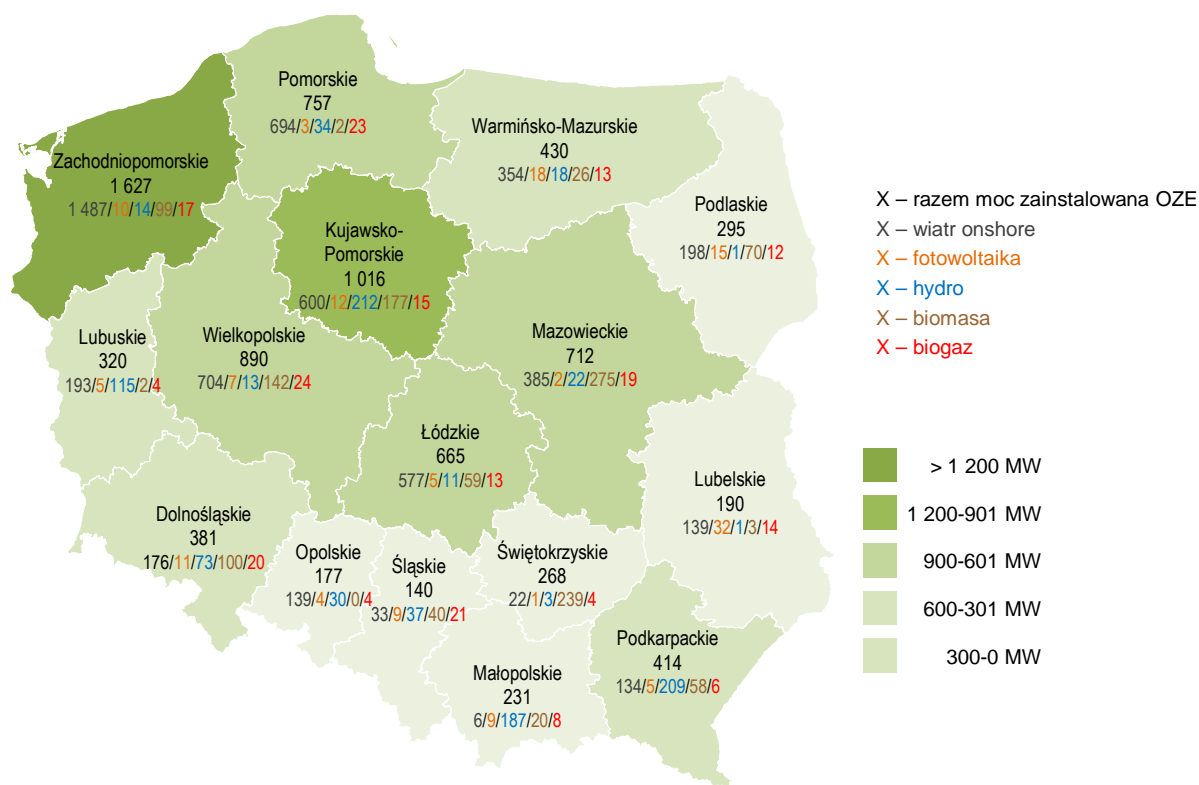 Pomorskie
757
694/3/34/2/23
Warmińsko-Mazurskie
430
354/18/18/26/13
Zachodniopomorskie
1 627
1 487/10/14/99/17
Podlaskie
295
198/15/1/70/12
Kujawsko-
Pomorskie
1 016
600/12/212/177/15
Lubuskie
320
193/5/115/2/4
Wielkopolskie
890
704/7/13/142/24
Mazowieckie
712
385/2/22/275/19
Łódzkie
665
577/5/11/59/13
Lubelskie
190
139/32/1/3/14
Dolnośląskie
381
176/11/73/100/20
Opolskie
177
139/4/30/0/4
Śląskie
140
33/9/37/40/21
Świętokrzyskie
268
22/1/3/239/4
Podkarpackie
414
134/5/209/58/6
Małopolskie
231
6/9/187/20/8
X – razem moc zainstalowana OZE
X – wiatr onshore
X – fotowoltaika
X – hydro
X – biomasa
X – biogaz
> 1 200 MW
1 200-901 MW
900-601 MW
600-301 MW
300-0 MW